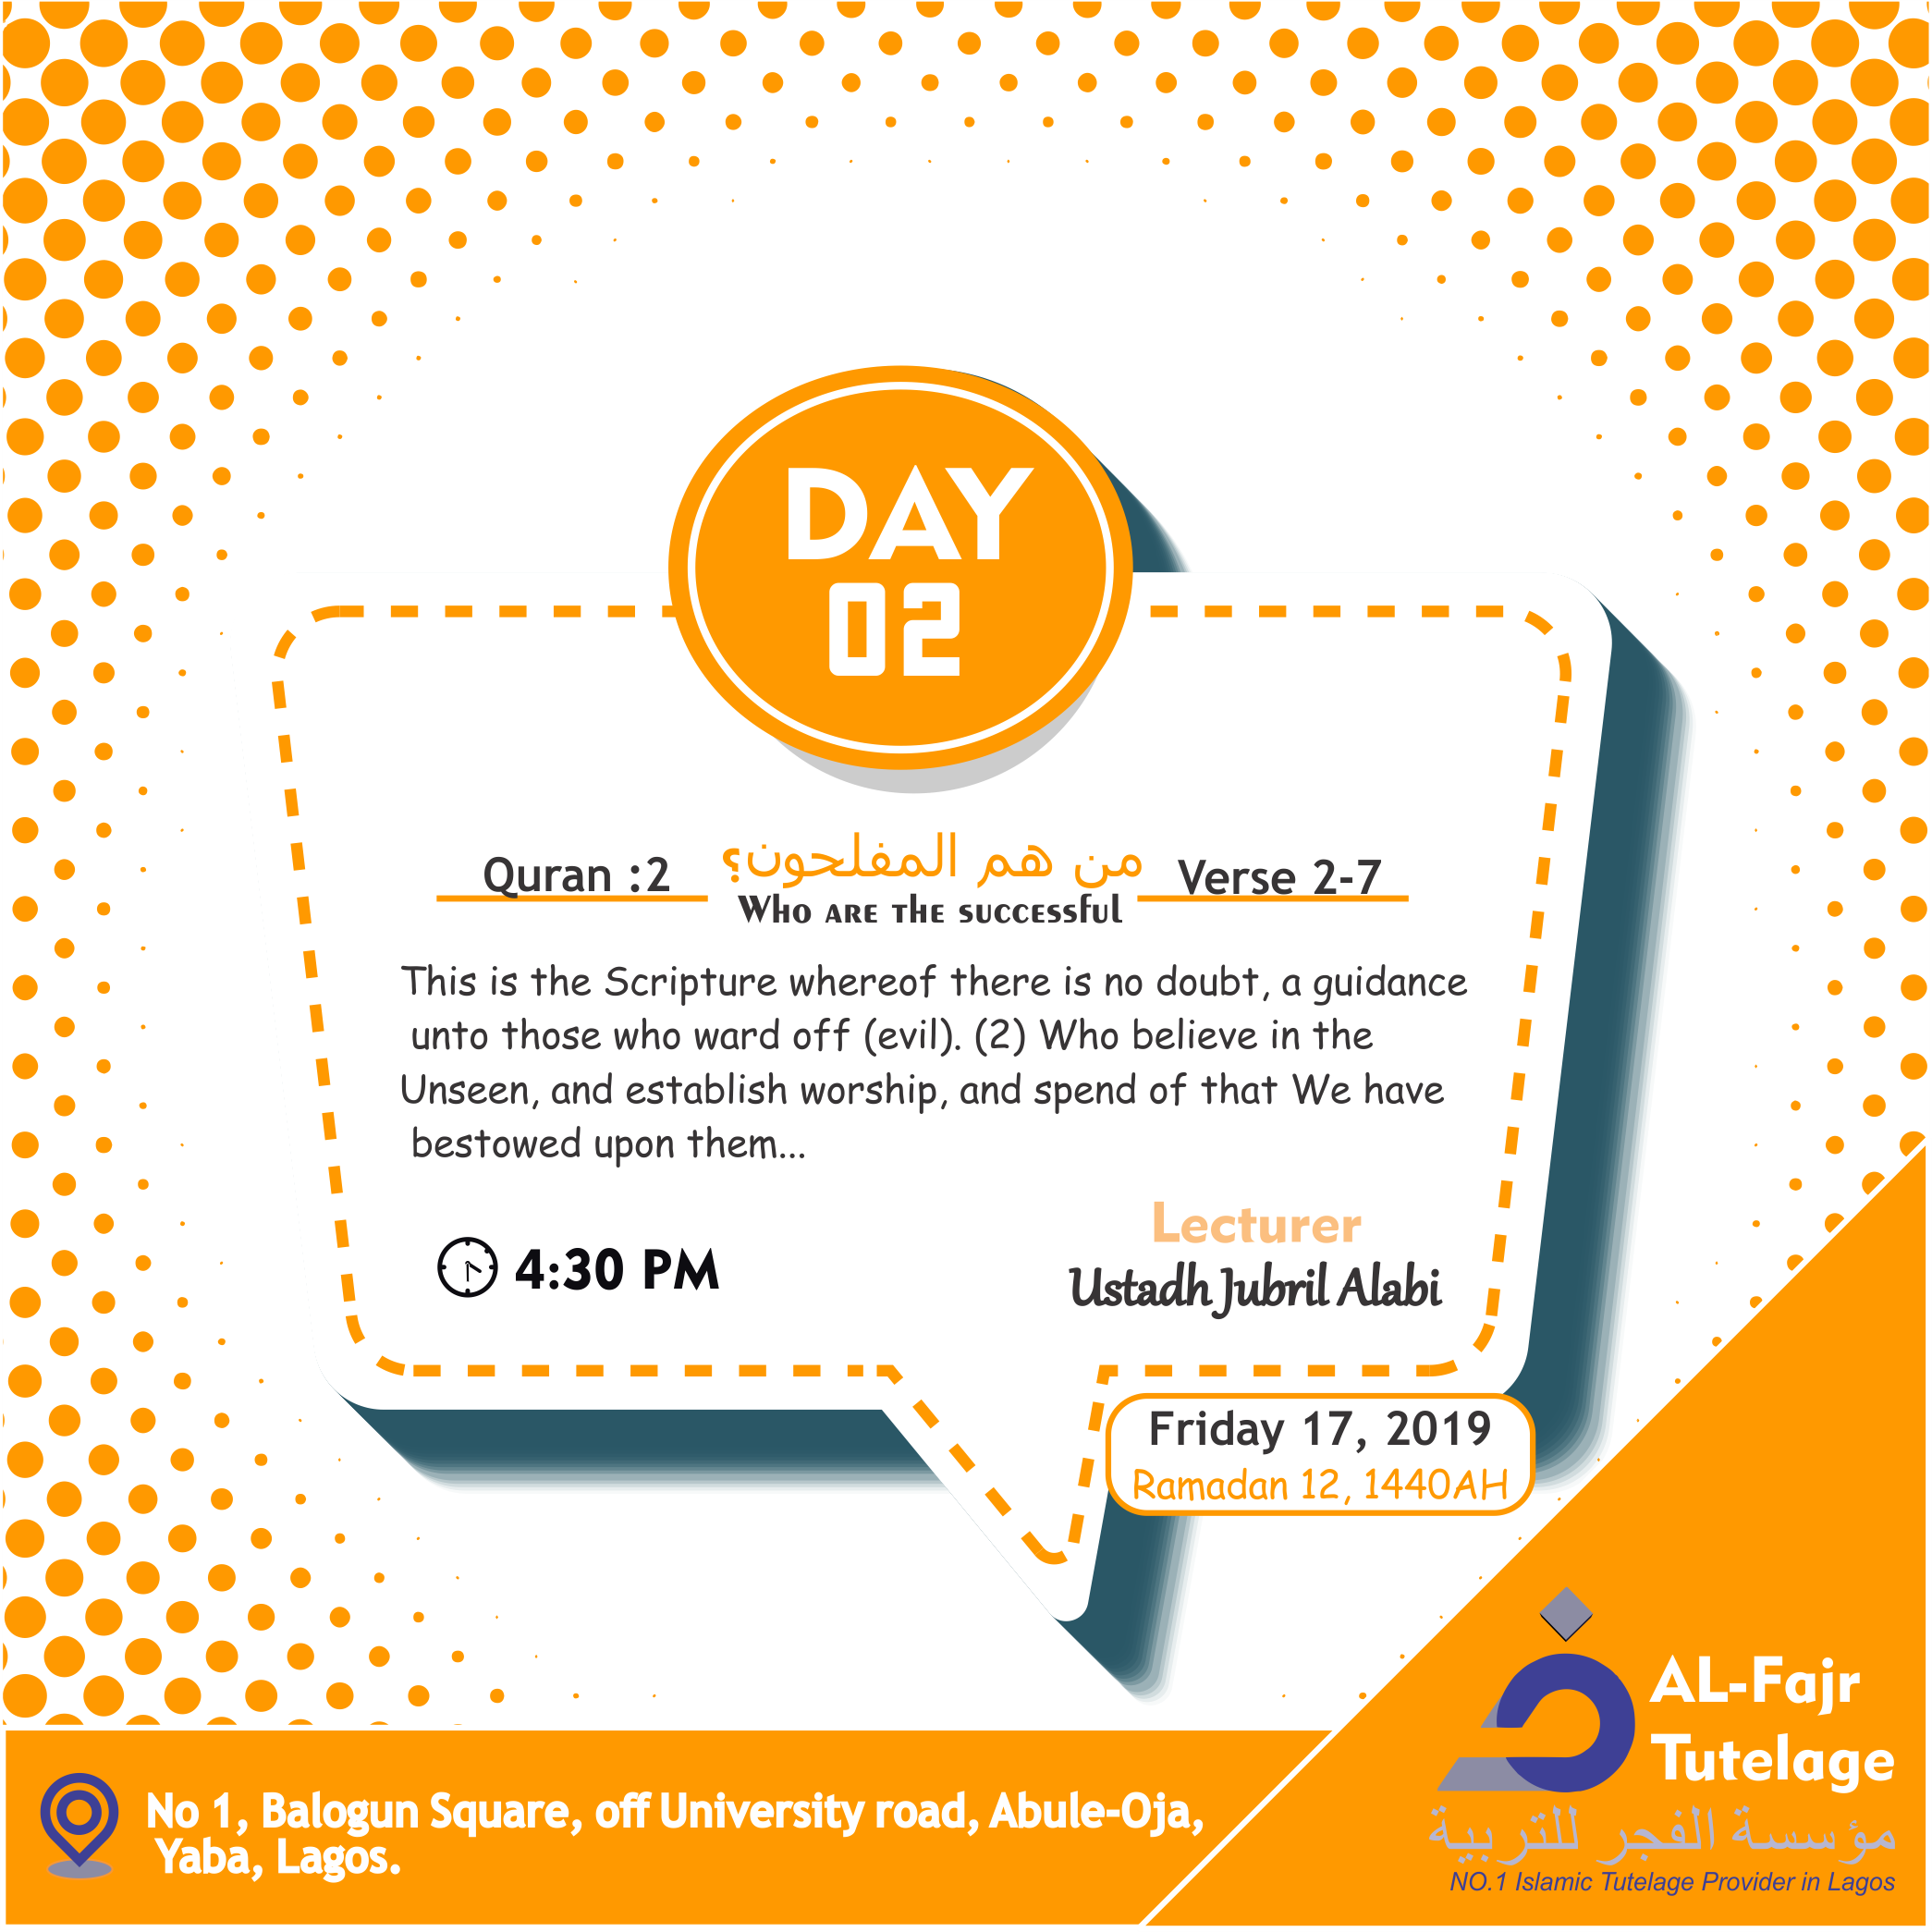 DAY
02
Quran :2
من هم المفلحون؟
Verse 2-7
Who are the successful
This is the Scripture whereof there is no doubt, a guidance
unto those who ward off (evil). (2) Who believe in the
Unseen, and establish worship, and spend of that We have
bestowed upon them...
4:30 PM
Lecturer
Ustadh Jubril Alabi
Friday 17, 2019
Ramadan 12, 1440AH
AL-Fajr
Tutelage
مؤسسة الفجر للتربية
NO.1 Islamic Tutelage Provider in Lagos
No 1, Balogun Square, off University road, Abule-Oja,
Yaba, Lagos.